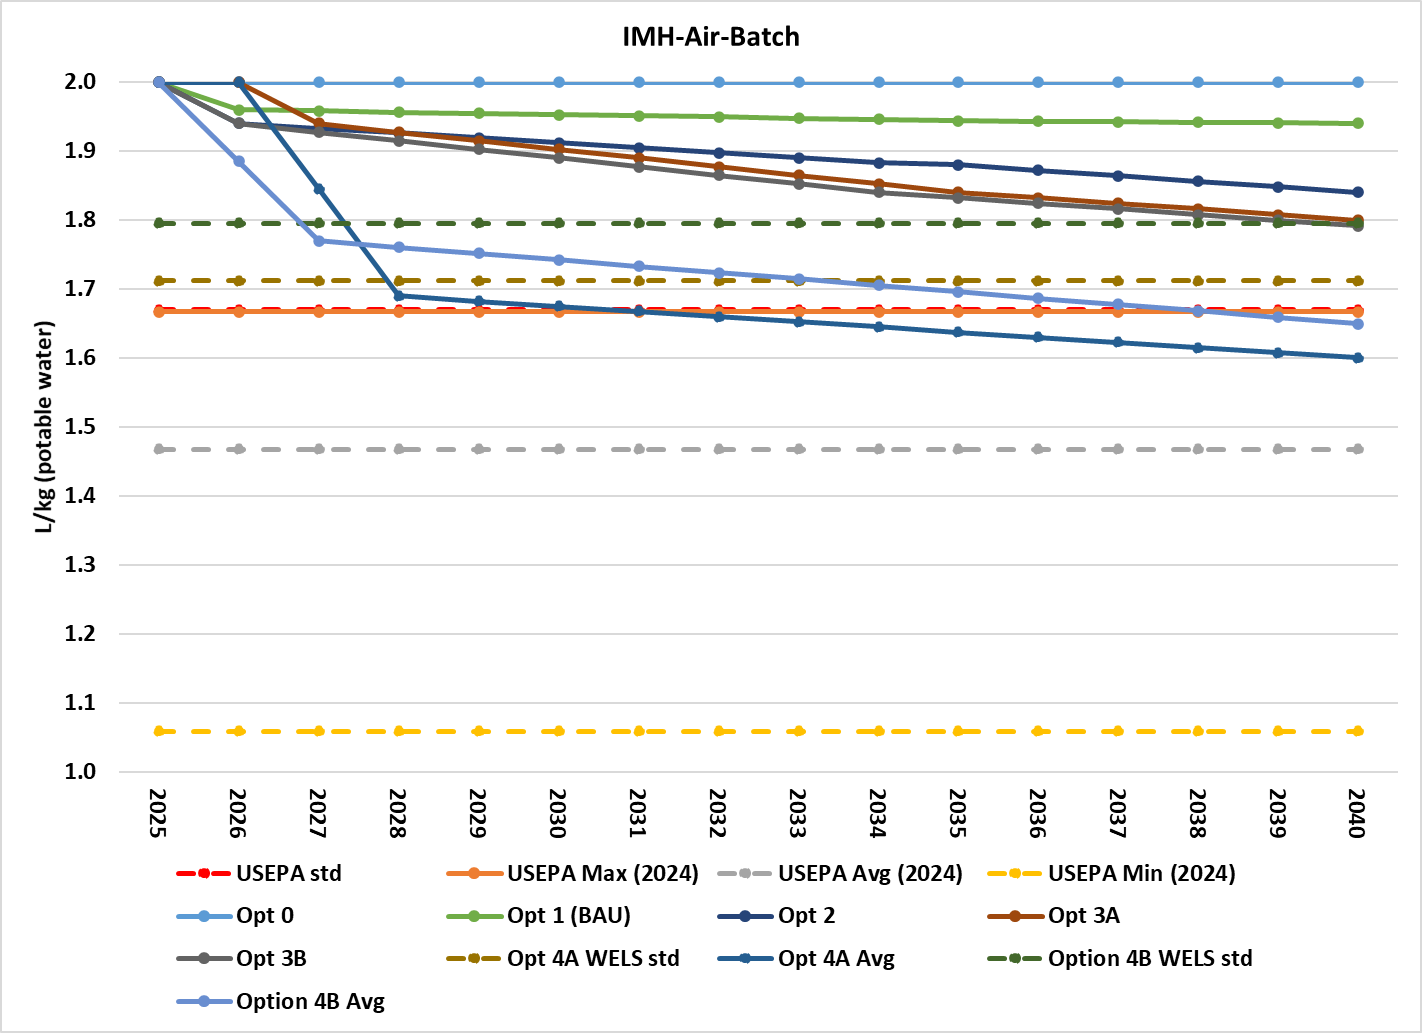 IMH-Air-Batch
L/kg (potable water)
2.0
1.9
1.8
1.7
1.6
1.5
1.4
1.3
1.2
1.1
1.0
2025 2026 2027 2028 2029 2030 2031 2032 2033 2034 2035 2036 2037 2038 2039 2040
USEPA std USEPA Max (2024) USEPA Avg (2024) USEPA Min (2024)
Opt 0 Opt 1 (BAU) Opt 2 Opt 3A
Opt 3B Opt 4A WELS std Opt 4A Avg Option 4B WELS std
Option 4B Avg